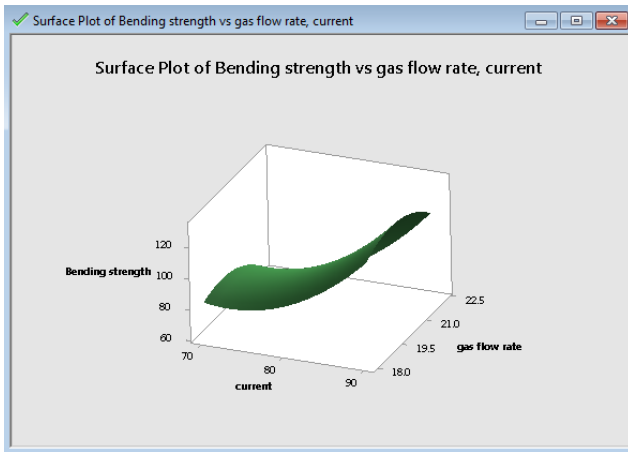 Surface Plot of Bending strength vs gas flow rate, current
Surface Plot of Bending strength vs gas flow rate, current
120
Bending strength 100
80
60
70
80
90
current
18.0
19.5
21.0
22.5
gas flow rate